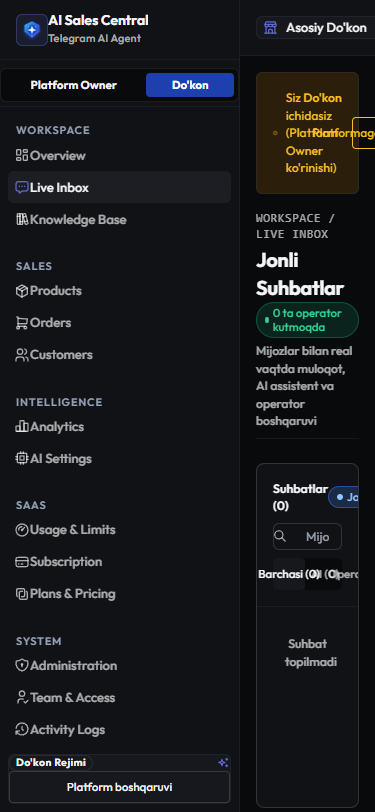 AI Sales Central
Telegram AI Agent
Platform Owner
Do'kon
WORKSPACE
Overview
Live Inbox
Knowledge Base
SALES
Products
Orders
Customers
INTELLIGENCE
Analytics
AI Settings
SAAS
Usage & Limits
Subscription
Plans & Pricing
SYSTEM
Administration
Team & Access
Activity Logs
Do'kon Rejimi
Platform boshqaruvi
Asosiy Do'kon
Siz Do'kon
ichidasiz
(Platform
Owner
ko'rinishi)
WORKSPACE /
LIVE INBOX
Jonli
Suhbatlar
0 ta operator
kutmoqda
Mijozlar bilan real
vaqtda muloqot,
AI assistent va
operator
boshqaruvi
Suhbatlar
(0)
Jo
Mijo
Barchasi (0)
Suhbat
topilmadi